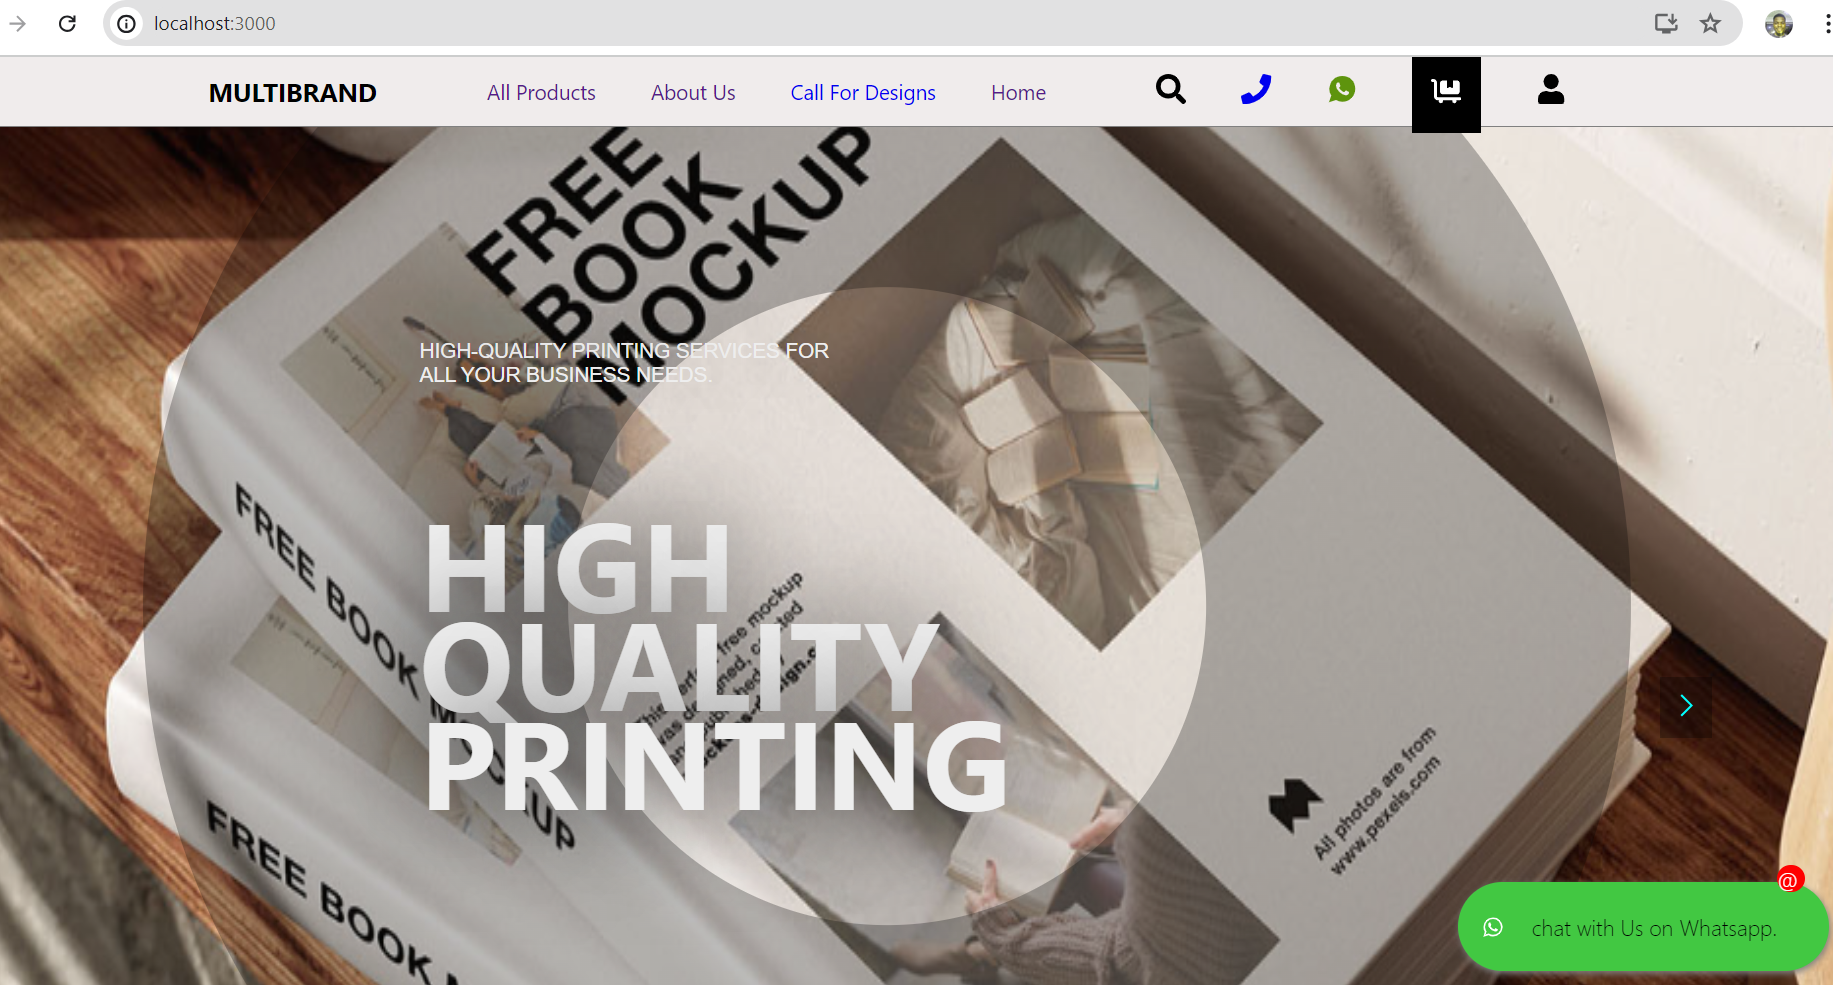 localhost:3000
MULTIBRAND
All Products
About Us
Call For Designs
Home
FREE
BOOK
MOCKUP
HIGH-QUALITY PRINTING SERVICES FOR
ALL YOUR BUSINESS NEEDS.
FREE BOOK MOCKUP
HIGH
QUALITY
PRINTING
free mockup
All photos are from
www.pexels.com
FREE BOOK
@
chat with Us on Whatsapp.